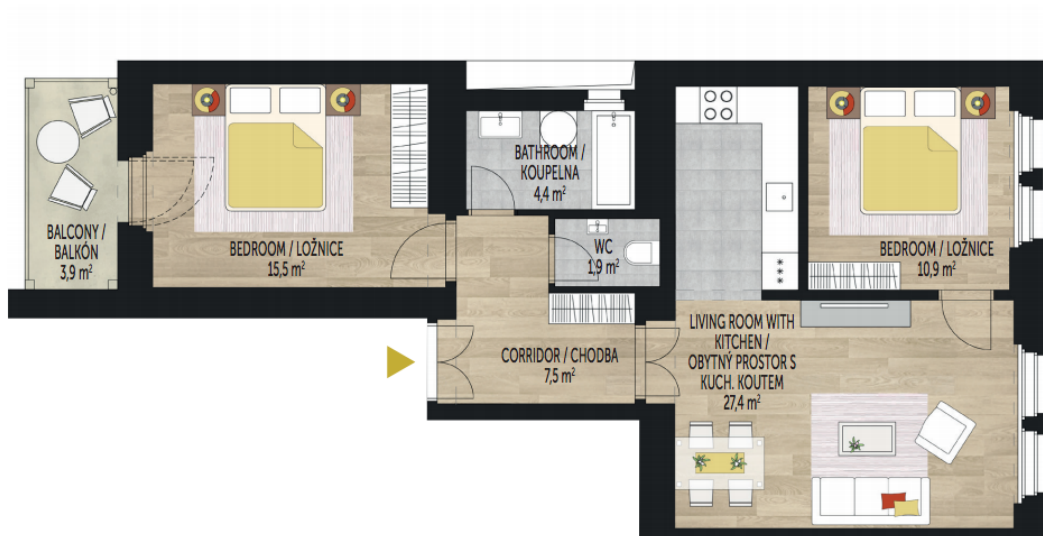 BALCONY /
BALKÓN
3,9 m²
BEDROOM / LOŽNICE
15,5 m²
BATHROOM /
KOUPELNA
4,4 m²
WC
1,9 m²
CORRIDOR / CHODBA
7,5 m²
LIVING ROOM WITH
KITCHEN /
OBYTNÝ PROSTOR S
KUCH. KOUTEM
27,4 m²
BEDROOM / LOŽNICE
10,9 m²